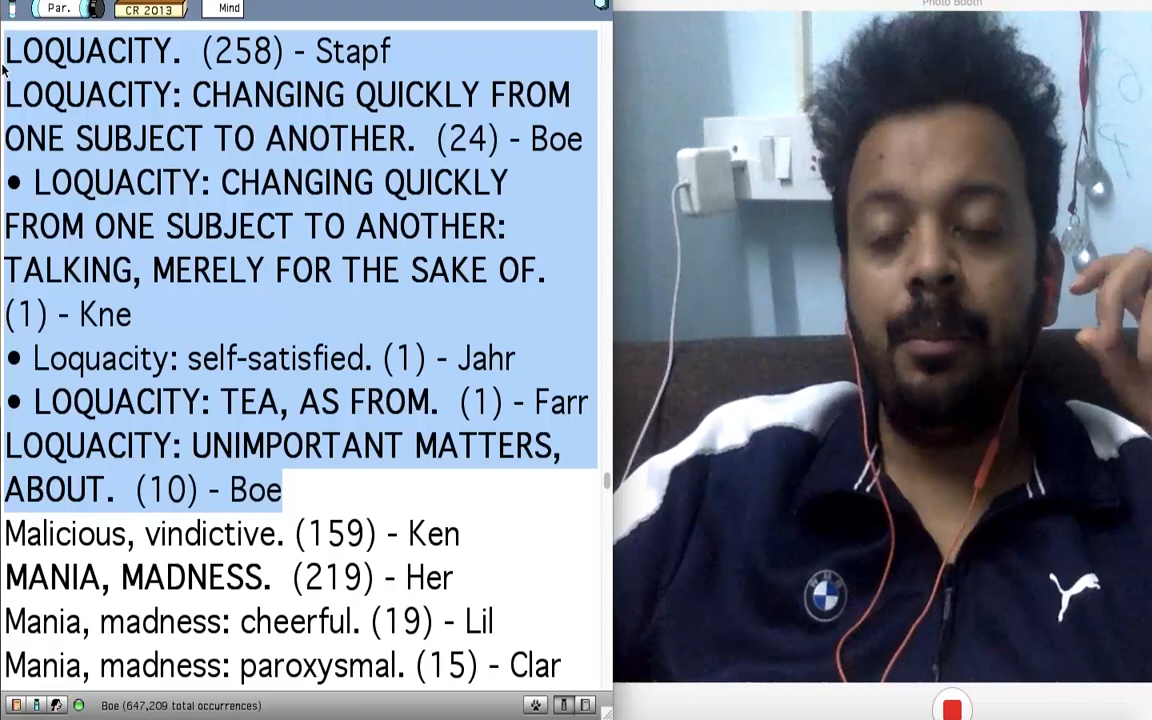 Par.
CR 2013
Mind
Photo Booth
LOQUACITY. (258) - Stapf
LOQUACITY: CHANGING QUICKLY FROM
ONE SUBJECT TO ANOTHER. (24) - Boe
• LOQUACITY: CHANGING QUICKLY
FROM ONE SUBJECT TO ANOTHER:
TALKING, MERELY FOR THE SAKE OF.
(1) - Kne
• Loquacity: self-satisfied. (1) - Jahr
• LOQUACITY: TEA, AS FROM. (1) - Farr
LOQUACITY: UNIMPORTANT MATTERS,
ABOUT. (10) - Boe
Malicious, vindictive. (159) - Ken
MANIA, MADNESS. (219) - Her
Mania, madness: cheerful. (19) - Lil
Mania, madness: paroxysmal. (15) - Clar
Boe (647,209 total occurrences)